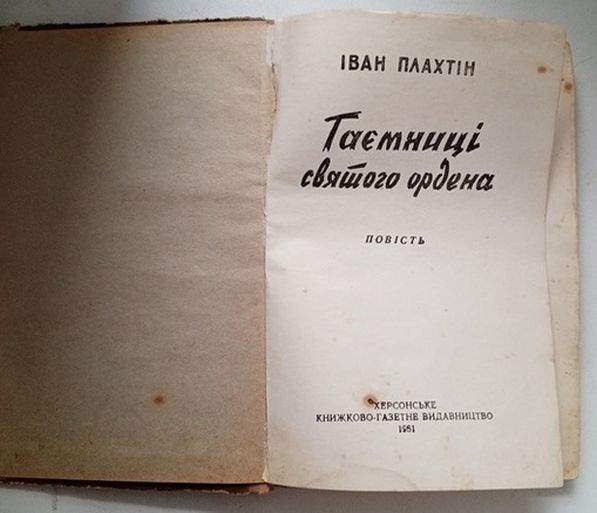 ІВАН ПЛАХТІН
Таємниці
святого ордена
ПОВІСТЬ
ХЕРСОНСЬКЕ
КНИЖКОВО-ГАЗЕТНЕ ВИДАВНИЦТВО
1961